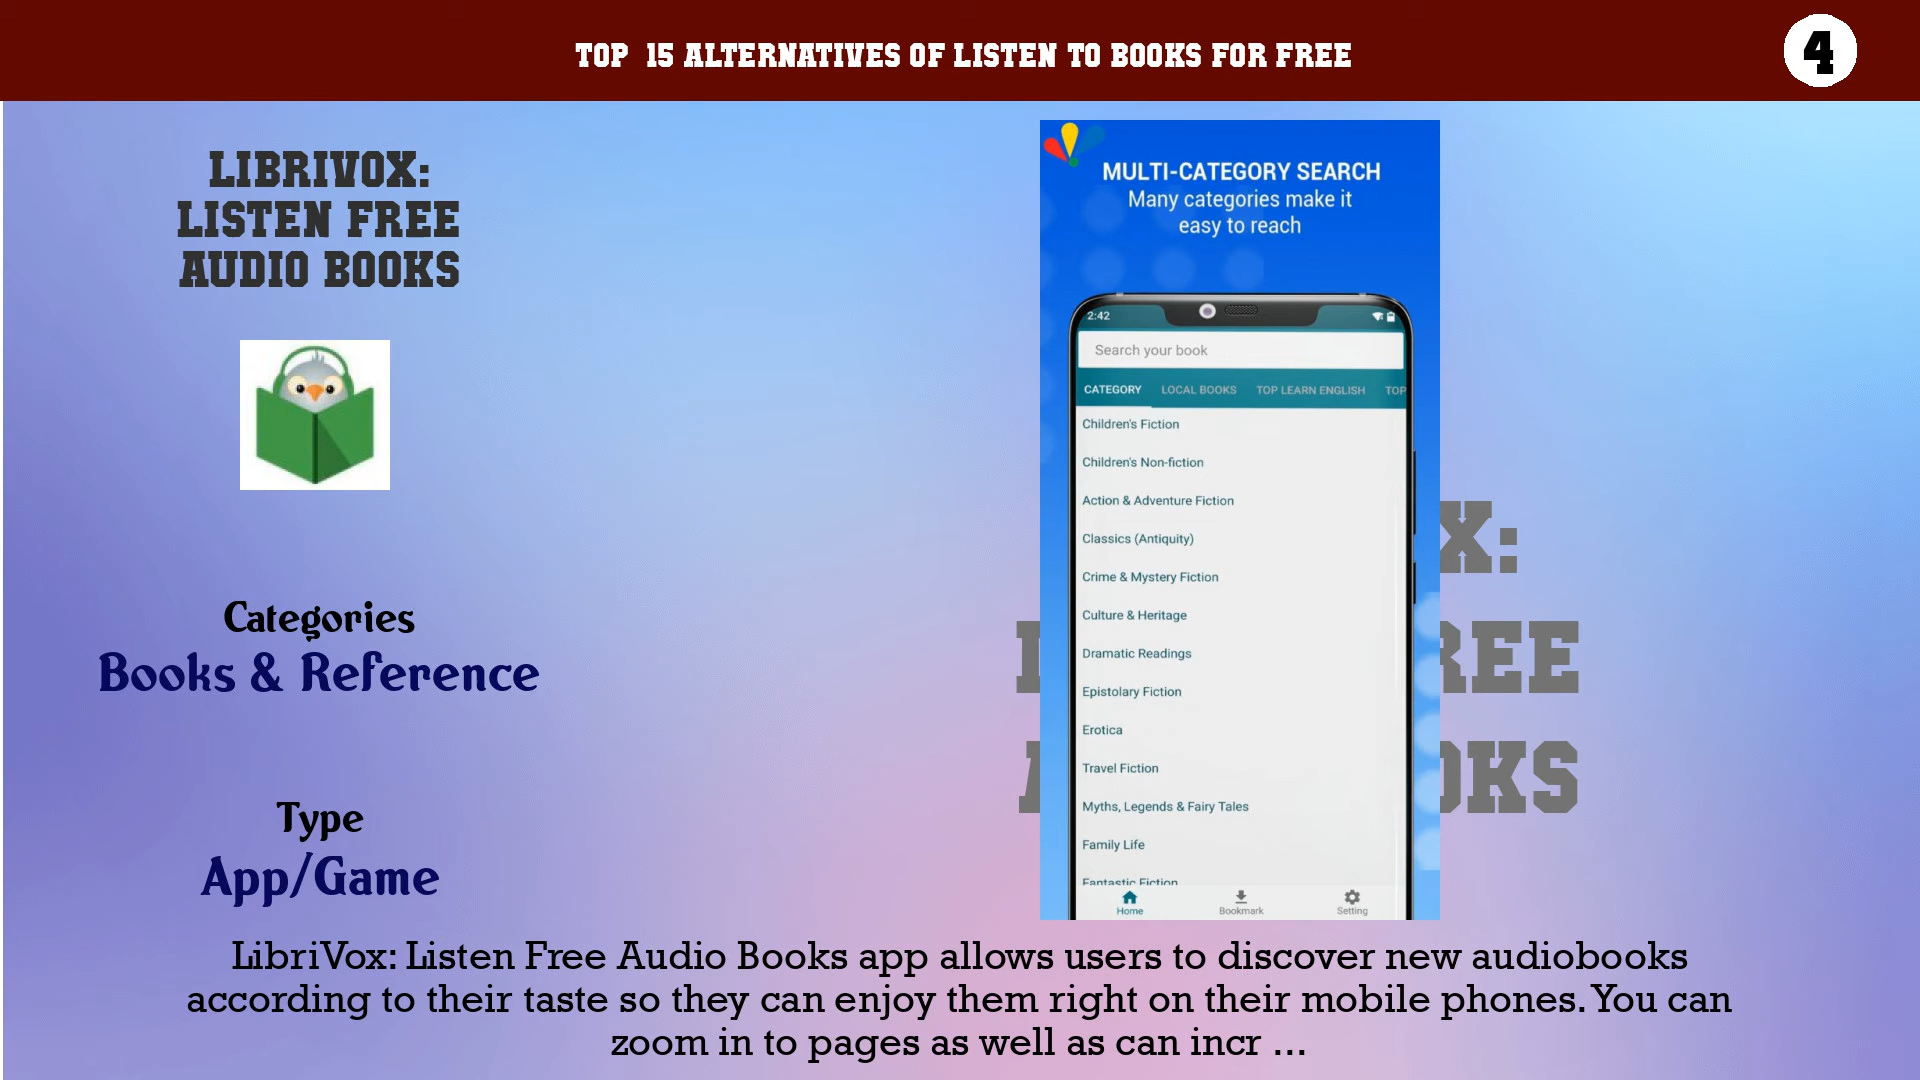 TOP 15 ALTERNATIVES OF LISTEN TO BOOKS FOR FREE
4
LIBRIVOX:
LISTEN FREE
AUDIO BOOKS
Categories
Books & Reference
Type
App/Game
MULTI-CATEGORY SEARCH
Many categories make it
easy to reach
2:42
Search your book
CATEGORY LOCAL BOOKS TOP LEARN ENGLISH TOP
Children's Fiction
Children's Non-fiction
Action & Adventure Fiction
Classics (Antiquity)
Crime & Mystery Fiction
Culture & Heritage
Dramatic Readings
Epistolary Fiction
Erotica
Travel Fiction
Myths, Legends & Fairy Tales
Family Life
Fantastic Fiction
Home Bookmark Setting
X:
REE
OKS
LibriVox: Listen Free Audio Books app allows users to discover new audiobooks
according to their taste so they can enjoy them right on their mobile phones. You can
zoom in to pages as well as can incr ...